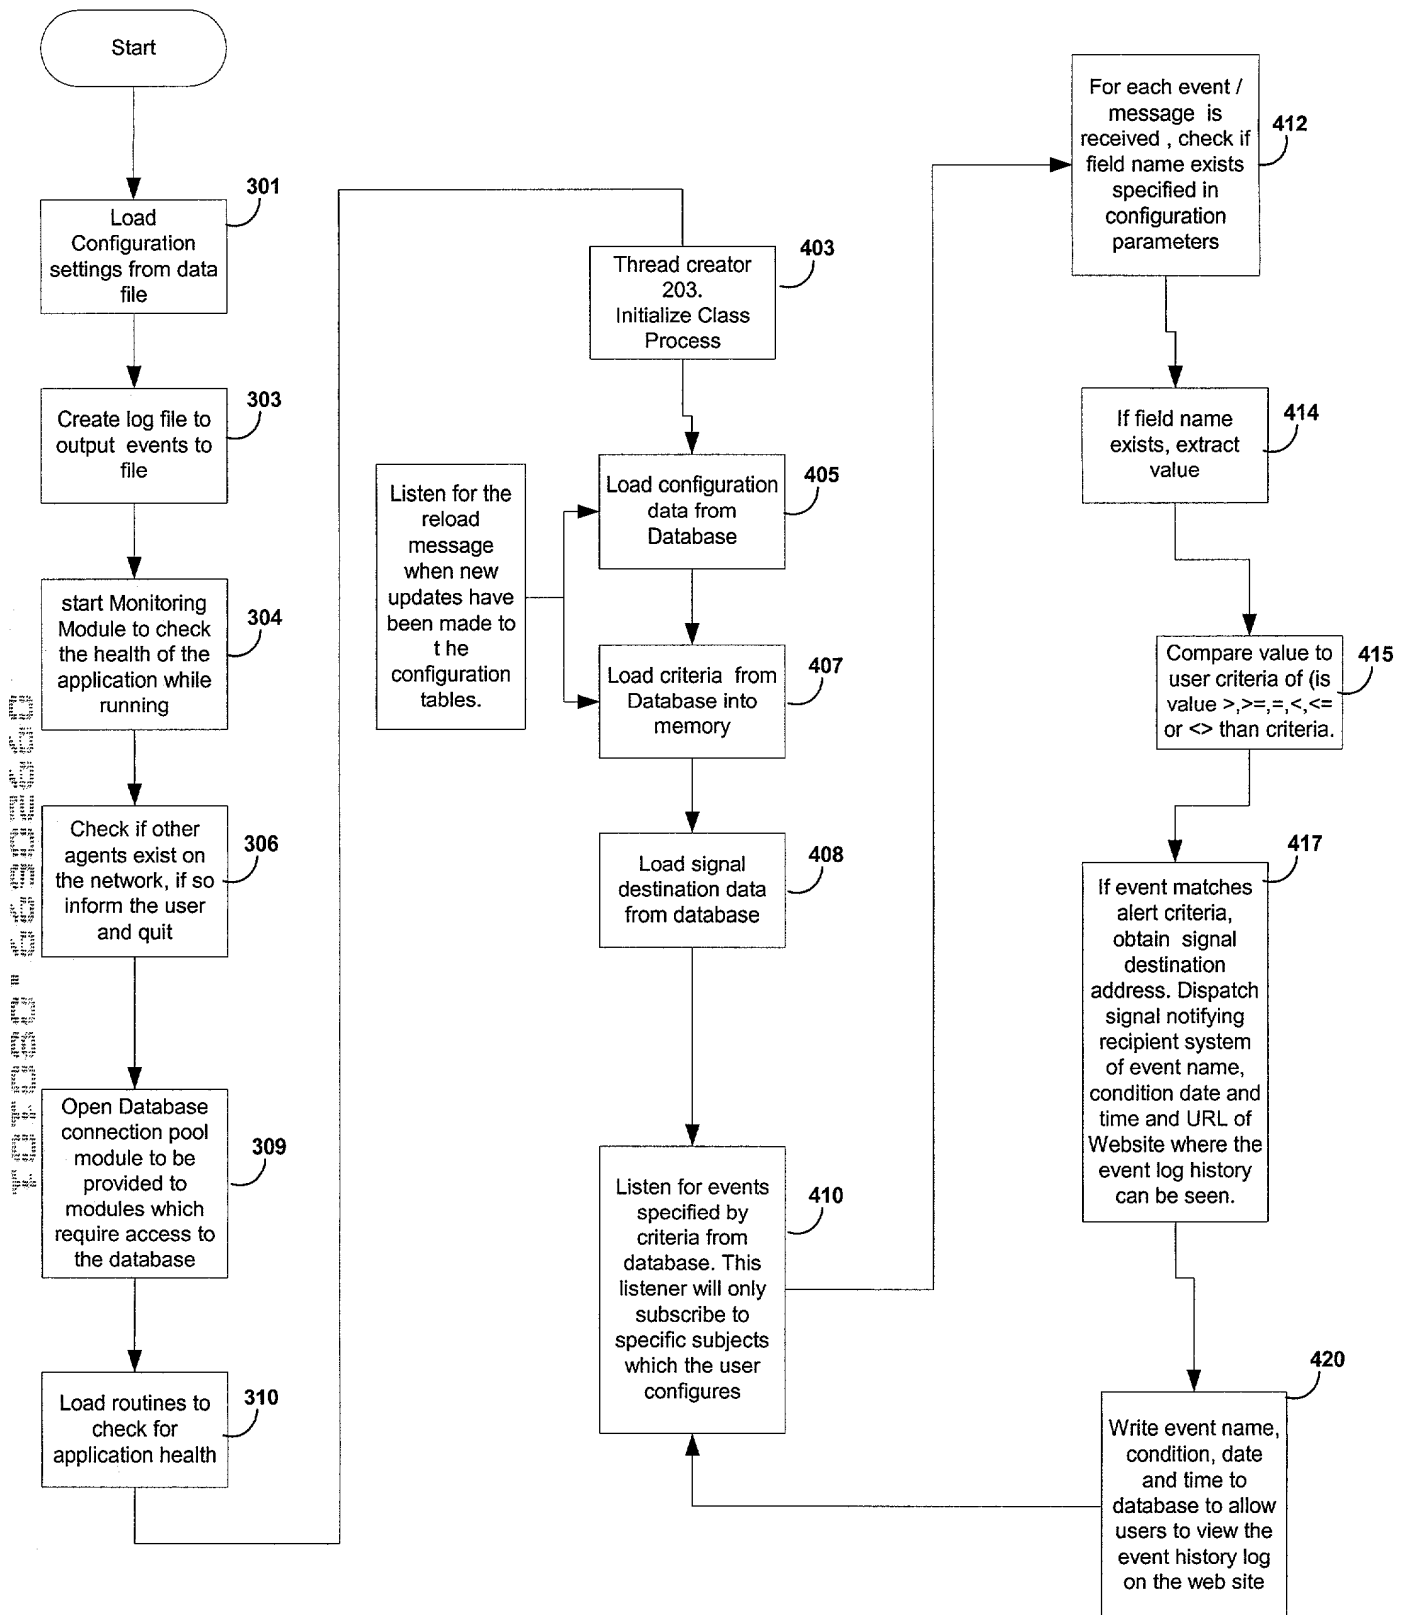 Start
301
Load
Configuration
settings from data
file
303
Create log file to
output events to
file
304
start Monitoring
Module to check
the health of the
application while
running
306
Check if other
agents exist on
the network, if so
inform the user
and quit
309
Open Database
connection pool
module to be
provided to
modules which
require access to
the database
310
Load routines to
check for
application health
403
Thread creator
203.
Initialize Class
Process
Listen for the
reload
message
when new
updates have
been made to
t he
configuration
tables.
405
Load configuration
data from
Database
407
Load criteria from
Database into
memory
408
Load signal
destination data
from database
410
Listen for events
specified by
criteria from
database. This
listener will only
subscribe to
specific subjects
which the user
configures
412
For each event /
message is
received , check if
field name exists
specified in
configuration
parameters
414
If field name
exists, extract
value
415
Compare value to
user criteria of (is
value >,>=,=,<,<=
or <> than criteria.
417
If event matches
alert criteria,
obtain signal
destination
address. Dispatch
signal notifying
recipient system
of event name,
condition date and
time and URL of
Website where the
event log history
can be seen.
420
Write event name,
condition, date
and time to
database to allow
users to view the
event history log
on the web site